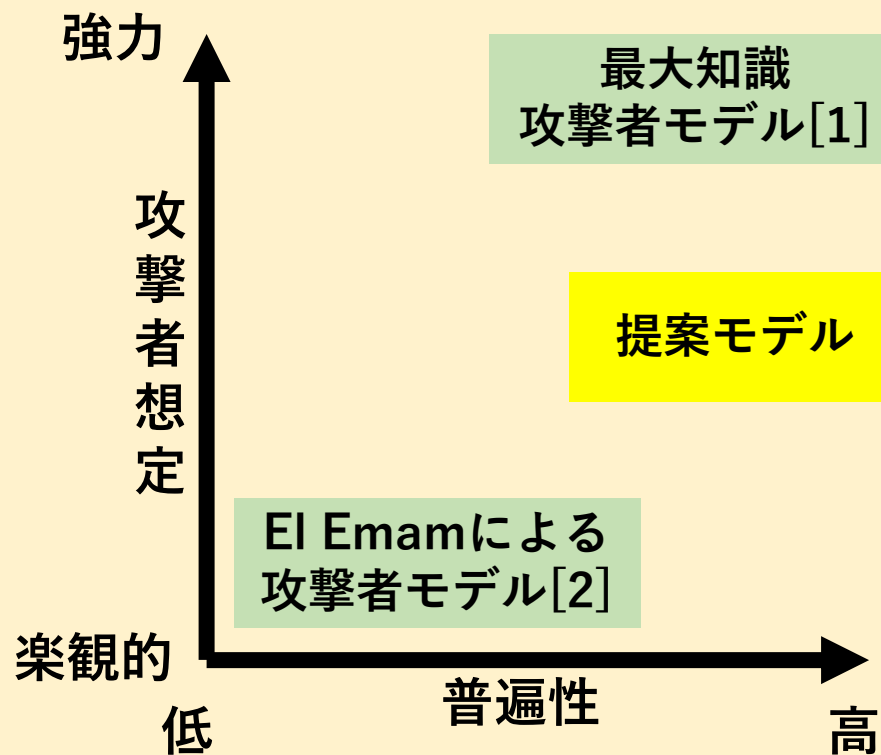 強力
最大知識
攻撃者モデル[1]
攻撃者想定
提案モデル
El Emamによる
攻撃者モデル[2]
楽観的
普遍性
低
高